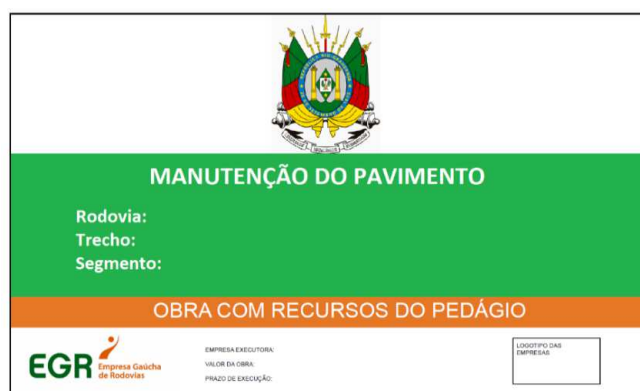 MANUTENÇÃO DO PAVIMENTO
Rodovia:
Trecho:
Segmento:
OBRA COM RECURSOS DO PEDÁGIO
EGR Empresa Gaúcha
de Rodovias
EMPRESA EXECUTORA:
VALOR DA OBRA:
PRAZO DE EXECUÇÃO:
LOGOTIPO DAS
EMPRESAS